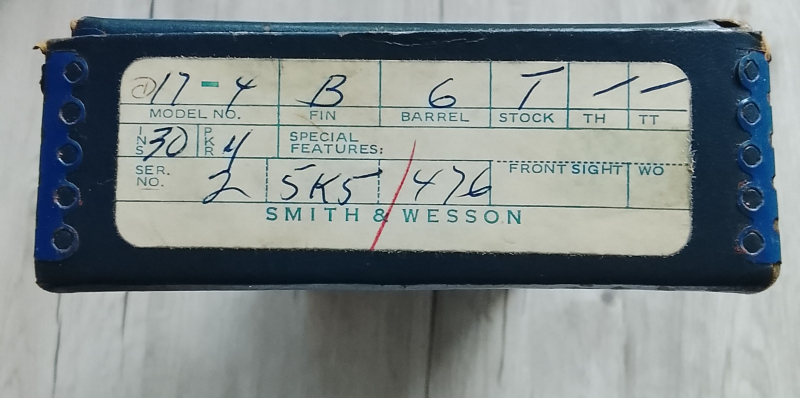 17-4 B 6 T — —
MODEL NO. FIN BARREL STOCK TH TT
INS 30 PKR 4 SPECIAL FEATURES:
SER. NO. 2 5K5/476 FRONT SIGHT WO
SMITH & WESSON